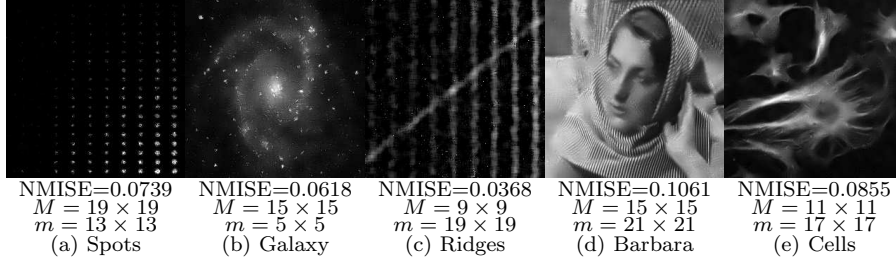 NMISE=0.0739 NMISE=0.0618 NMISE=0.0368 NMISE=0.1061 NMISE=0.0855
M = 19 × 19 M = 15 × 15 M = 9 × 9 M = 15 × 15 M = 11 × 11
m = 13 × 13 m = 5 × 5 m = 19 × 19 m = 21 × 21 m = 17 × 17
(a) Spots (b) Galaxy (c) Ridges (d) Barbara (e) Cells